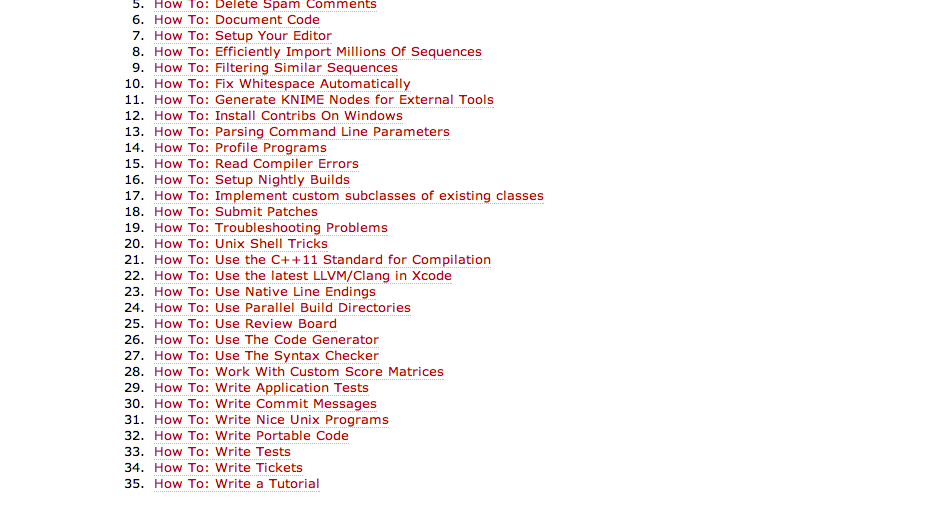 5. How To: Delete Spam Comments
6. How To: Document Code
7. How To: Setup Your Editor
8. How To: Efficiently Import Millions Of Sequences
9. How To: Filtering Similar Sequences
10. How To: Fix Whitespace Automatically
11. How To: Generate KNIME Nodes for External Tools
12. How To: Install Contribs On Windows
13. How To: Parsing Command Line Parameters
14. How To: Profile Programs
15. How To: Read Compiler Errors
16. How To: Setup Nightly Builds
17. How To: Implement custom subclasses of existing classes
18. How To: Submit Patches
19. How To: Troubleshooting Problems
20. How To: Unix Shell Tricks
21. How To: Use the C++11 Standard for Compilation
22. How To: Use the latest LLVM/Clang in Xcode
23. How To: Use Native Line Endings
24. How To: Use Parallel Build Directories
25. How To: Use Review Board
26. How To: Use The Code Generator
27. How To: Use The Syntax Checker
28. How To: Work With Custom Score Matrices
29. How To: Write Application Tests
30. How To: Write Commit Messages
31. How To: Write Nice Unix Programs
32. How To: Write Portable Code
33. How To: Write Tests
34. How To: Write Tickets
35. How To: Write a Tutorial